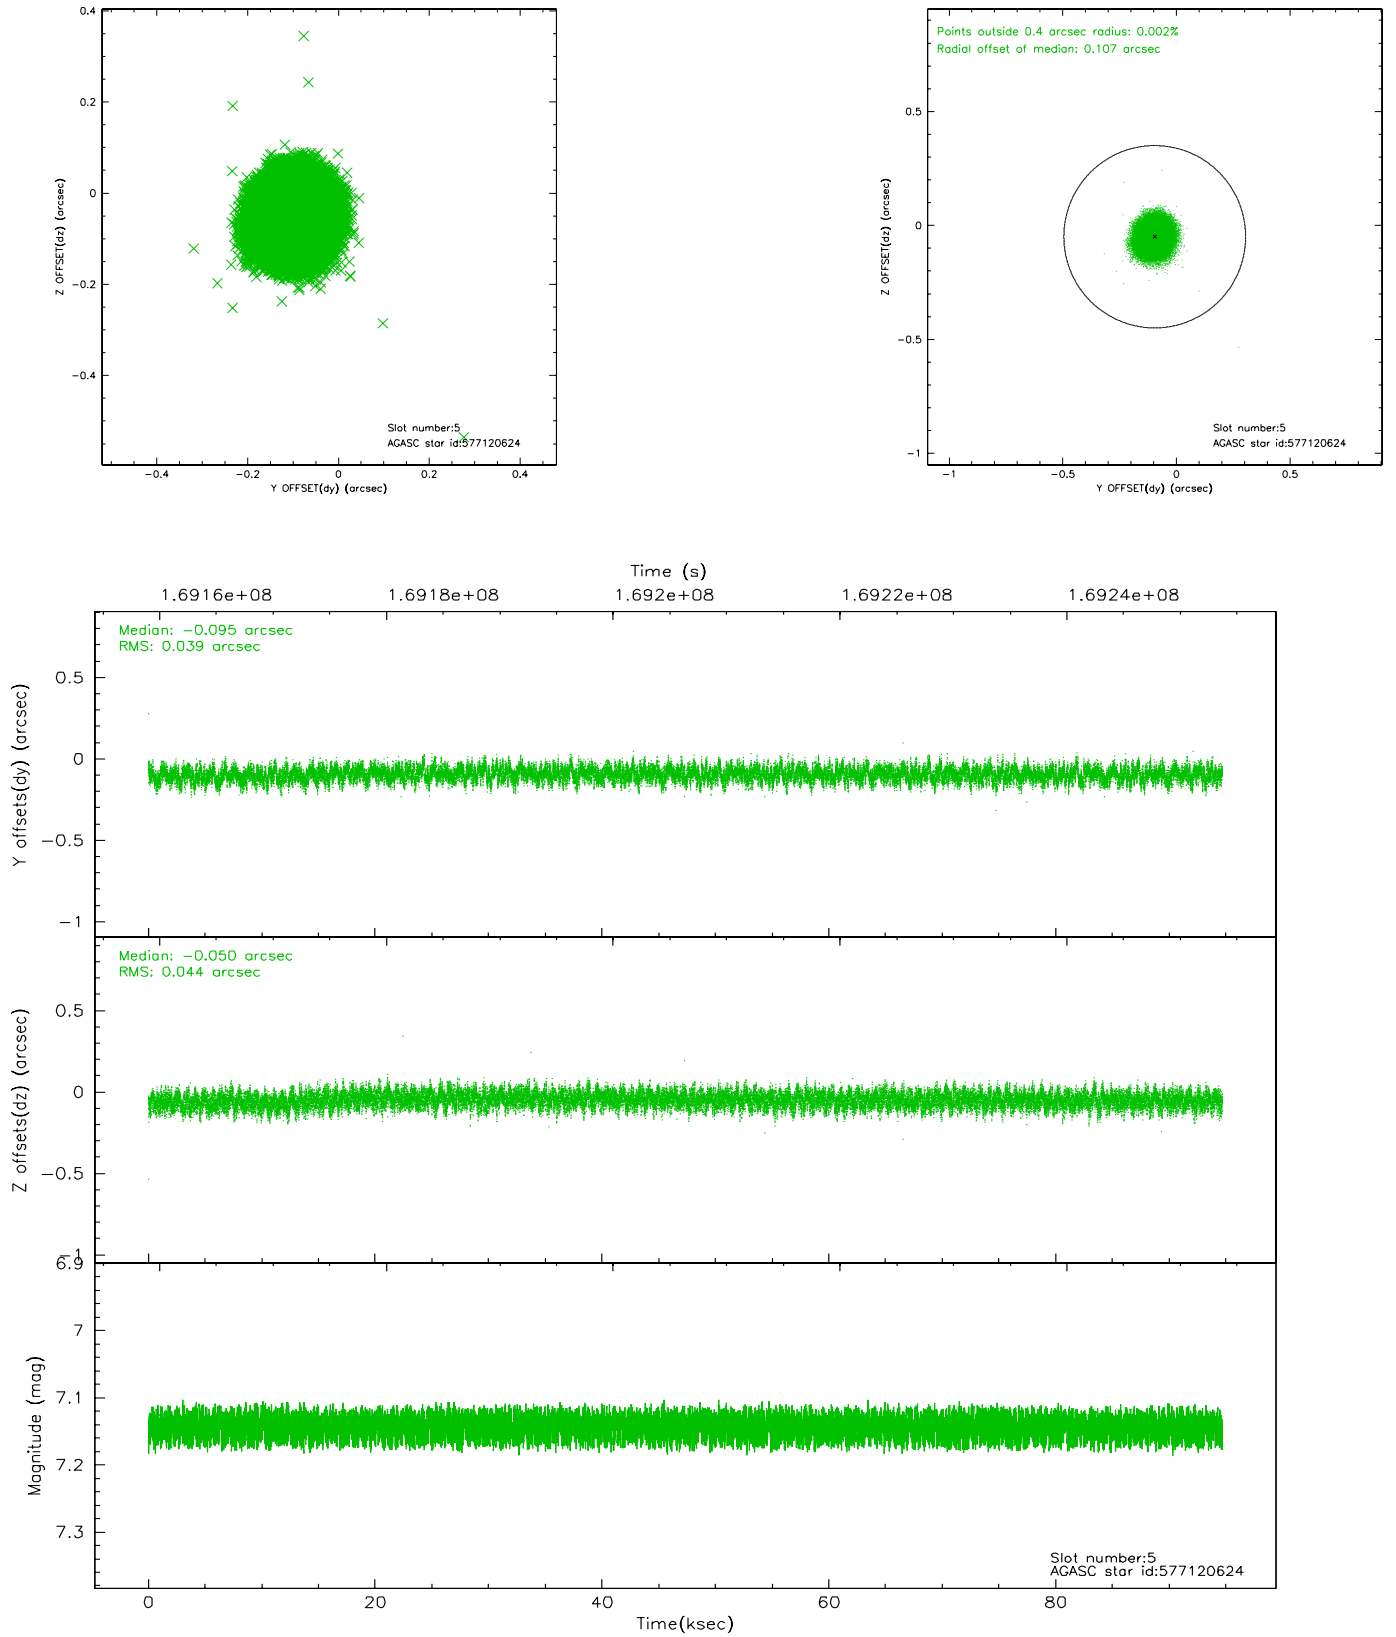 0.4
0.2
0
−0.2
−0.4
Z OFFSET(dz) (arcsec)
Slot number:5
AGASC star id:577120624
−0.4 −0.2 0 0.2 0.4
Y OFFSET(dy) (arcsec)
Points outside 0.4 arcsec radius: 0.002%
Radial offset of median: 0.107 arcsec
0.5
0
−0.5
−1
Z OFFSET(dz) (arcsec)
Slot number:5
AGASC star id:577120624
−1 −0.5 0 0.5
Y OFFSET(dy) (arcsec)
Time (s)
1.6916e+08 1.6918e+08 1.692e+08 1.6922e+08 1.6924e+08
Median: −0.095 arcsec
RMS: 0.039 arcsec
0.5
0
−0.5
−1
Y offsets(dy) (arcsec)
Median: −0.050 arcsec
RMS: 0.044 arcsec
0.5
0
−0.5
−1
Z offsets(dz) (arcsec)
6.9
7
7.1
7.2
7.3
Magnitude (mag)
Slot number:5
AGASC star id:577120624
0 20 40 60 80
Time(ksec)